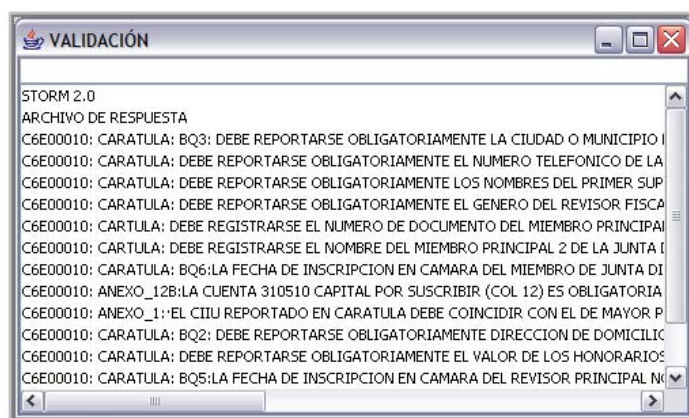 VALIDACIÓN
STORM 2.0
ARCHIVO DE RESPUESTA
C6E00010: CARATULA: BQ3: DEBE REPORTARSE OBLIGATORIAMENTE LA CIUDAD O MUNICIPIO
C6E00010: CARATULA: DEBE REPORTARSE OBLIGATORIAMENTE EL NUMERO TELEFONICO DE LA
C6E00010: CARATULA: DEBE REPORTARSE OBLIGATORIAMENTE LOS NOMBRES DEL PRIMER SUP
C6E00010: CARATULA: DEBE REPORTARSE OBLIGATORIAMENTE EL GENERO DEL REVISOR FISCA
C6E00010: CARTULA: DEBE REGISTRARSE EL NUMERO DE DOCUMENTO DEL MIEMBRO PRINCIPAL
C6E00010: CARTULA: DEBE REGISTRARSE EL NOMBRE DEL MIEMBRO PRINCIPAL 2 DE LA JUNTA
C6E00010: CARATULA: BQ6:LA FECHA DE INSCRIPCION EN CAMARA DEL MIEMBRO DE JUNTA DI
C6E00010: ANEXO_12B:LA CUENTA 310510 CAPITAL POR SUSCRIBIR (COL 12) ES OBLIGATORIA
C6E00010: ANEXO_1:'EL CIIU REPORTADO EN CARATULA DEBE COINCIDIR CON EL DE MAYOR P
C6E00010: CARATULA: BQ2: DEBE REPORTARSE OBLIGATORIAMENTE DIRECCION DE DOMICILIO
C6E00010: CARATULA: DEBE REPORTARSE OBLIGATORIAMENTE EL VALOR DE LOS HONORARIOS
C6E00010: CARATULA: BQ5:LA FECHA DE INSCRIPCION EN CAMARA DEL REVISOR PRINCIPAL NO